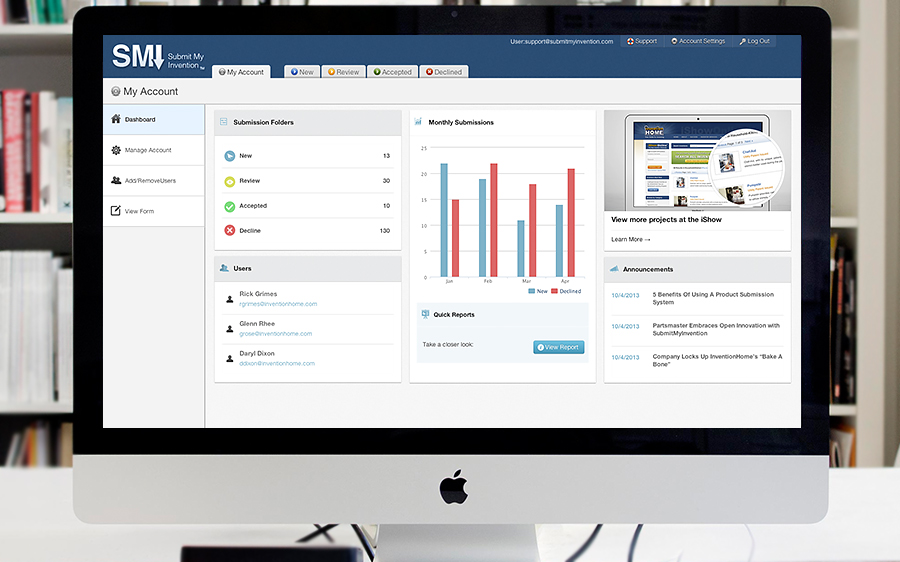 User:support@submitmyinvention.com
Support
Account Settings
Log Out
SMI
Submit My
Invention
TM
My Account
New
Review
Accepted
Declined
My Account
Dashboard
Manage Account
Add/RemoveUsers
View Form
Submission Folders
New 13
Review 30
Accepted 10
Decline 130
Users
Rick Grimes
rgrimes@inventionhome.com
Glenn Rhee
grose@inventionhome.com
Daryl Dixon
ddixon@inventionhome.com
Monthly Submissions
25
20
15
10
5
0
Jan Feb Mar Apr
New Declined
Quick Reports
Take a closer look:
View Report
HOME
View more projects at the iShow
Learn More →
Announcements
10/4/2013 5 Benefits Of Using A Product Submission
System
10/4/2013 Partsmaster Embraces Open Innovation with
SubmitMyInvention
10/4/2013 Company Locks Up InventionHome's "Bake A
Bone"